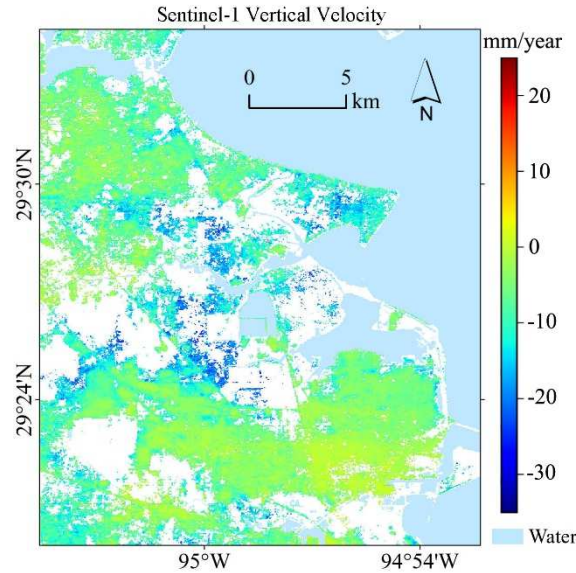 Sentinel-1 Vertical Velocity
mm/year
0 5
km
N
20
10
0
-10
-20
-30
Water
29°30'N
29°24'N
95°W 94°54'W